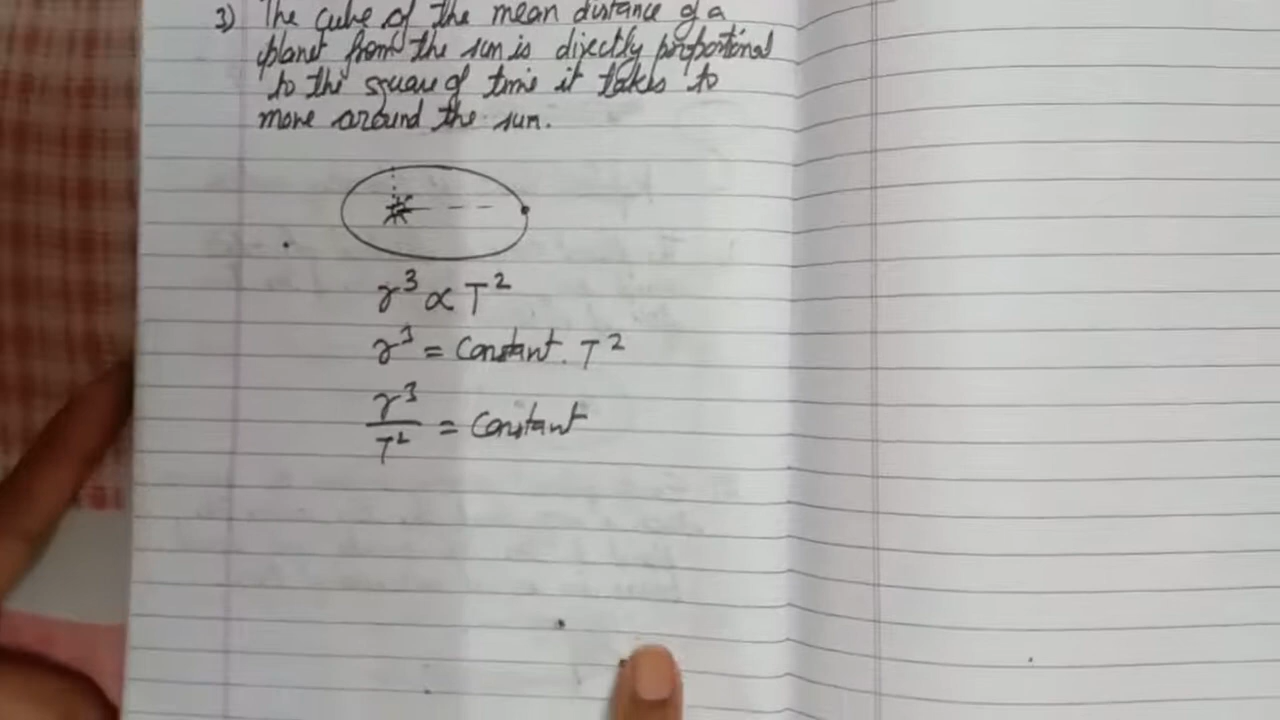 3) The cube of the mean distance of a
planet from the sun is directly proportional
to the square of time it takes to
move around the sun.
r³ ∝ T²
r³ = Constant. T²
r³/T² = Constant